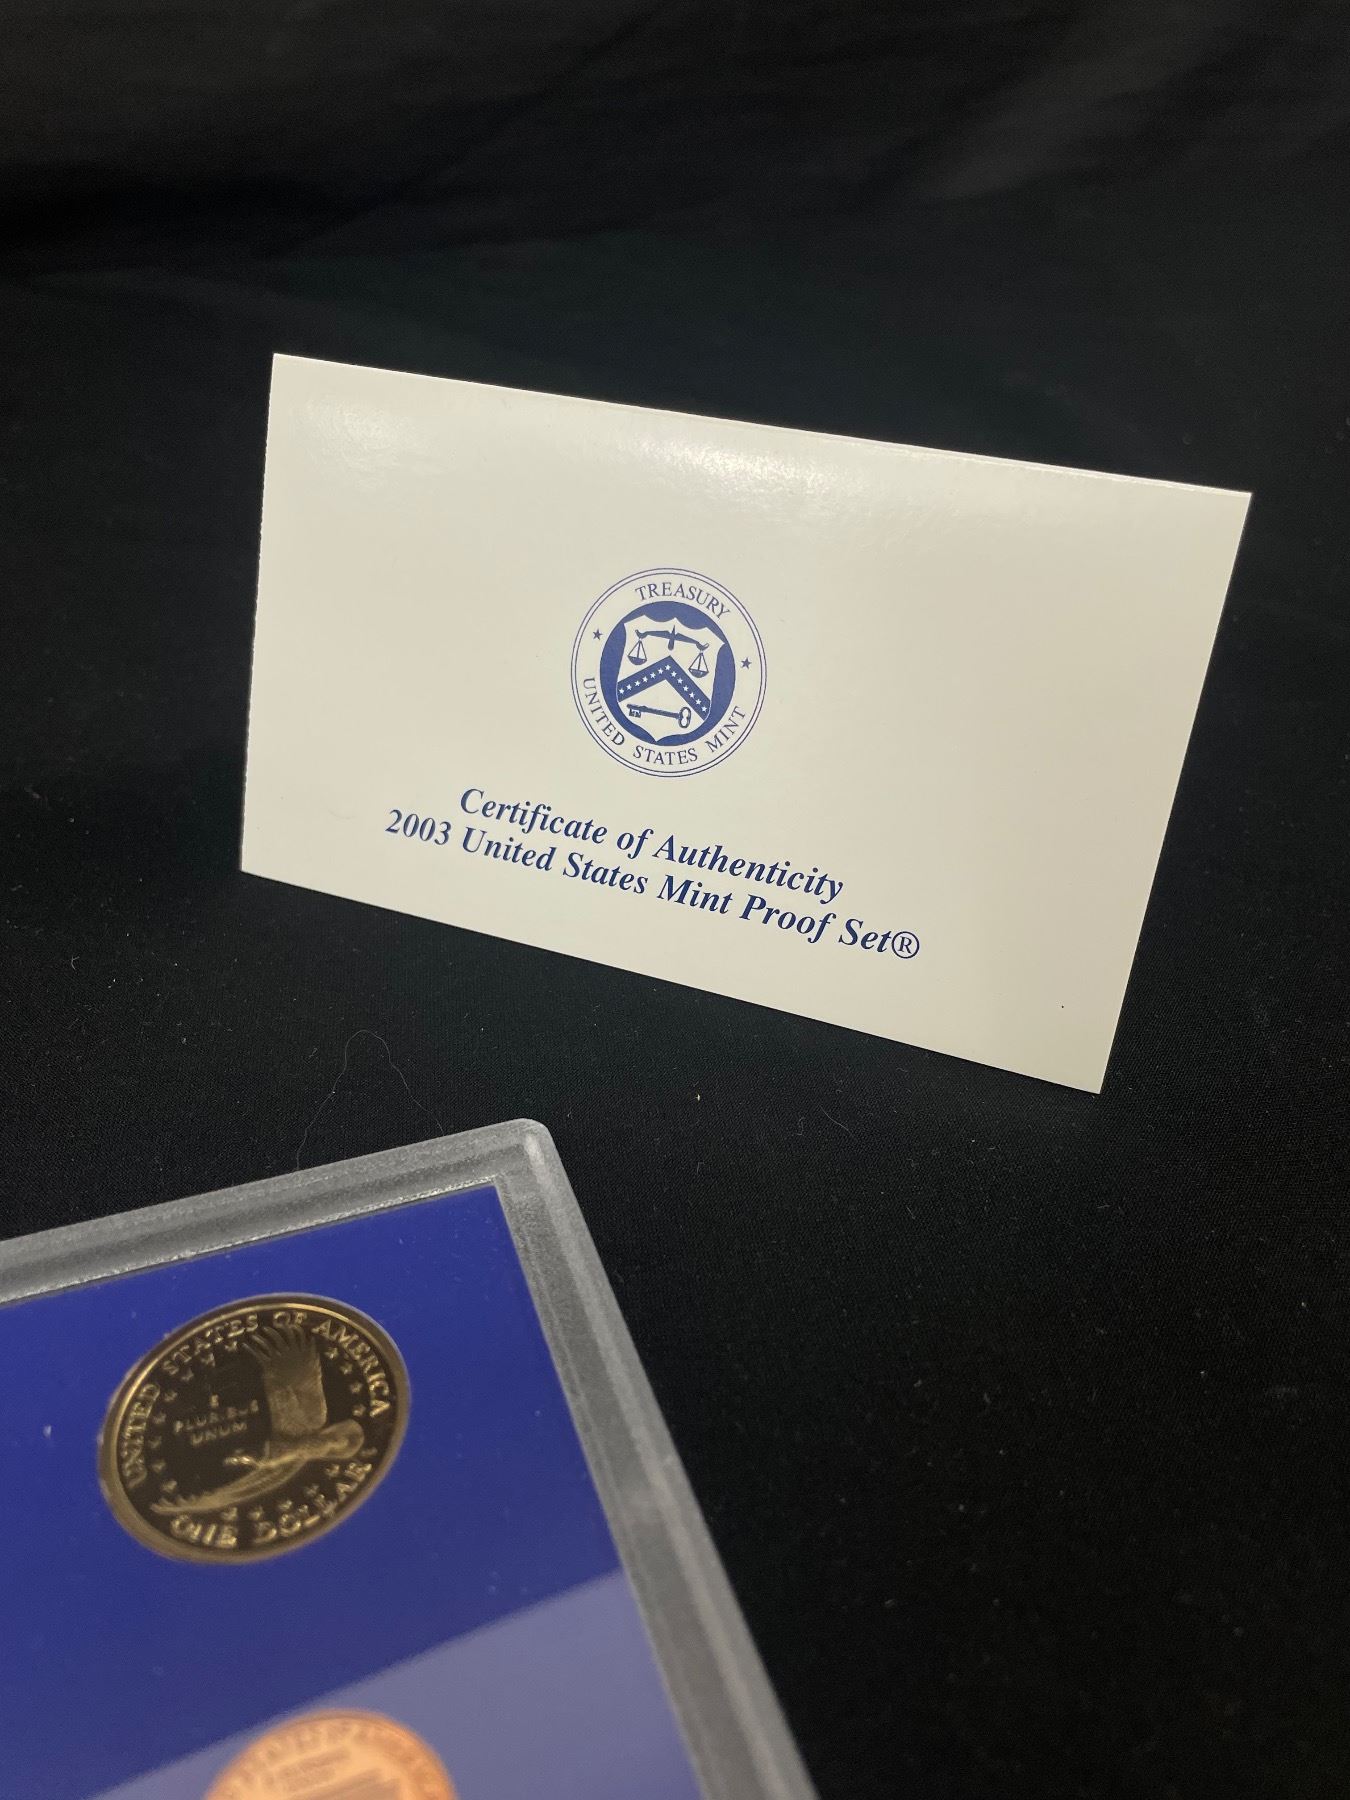 TREASURY
UNITED STATES MINT
Certificate of Authenticity
2003 United States Mint Proof Set®
UNITED STATES OF AMERICA
E
PLURIBUS
UNUM
ONE DOLLAR